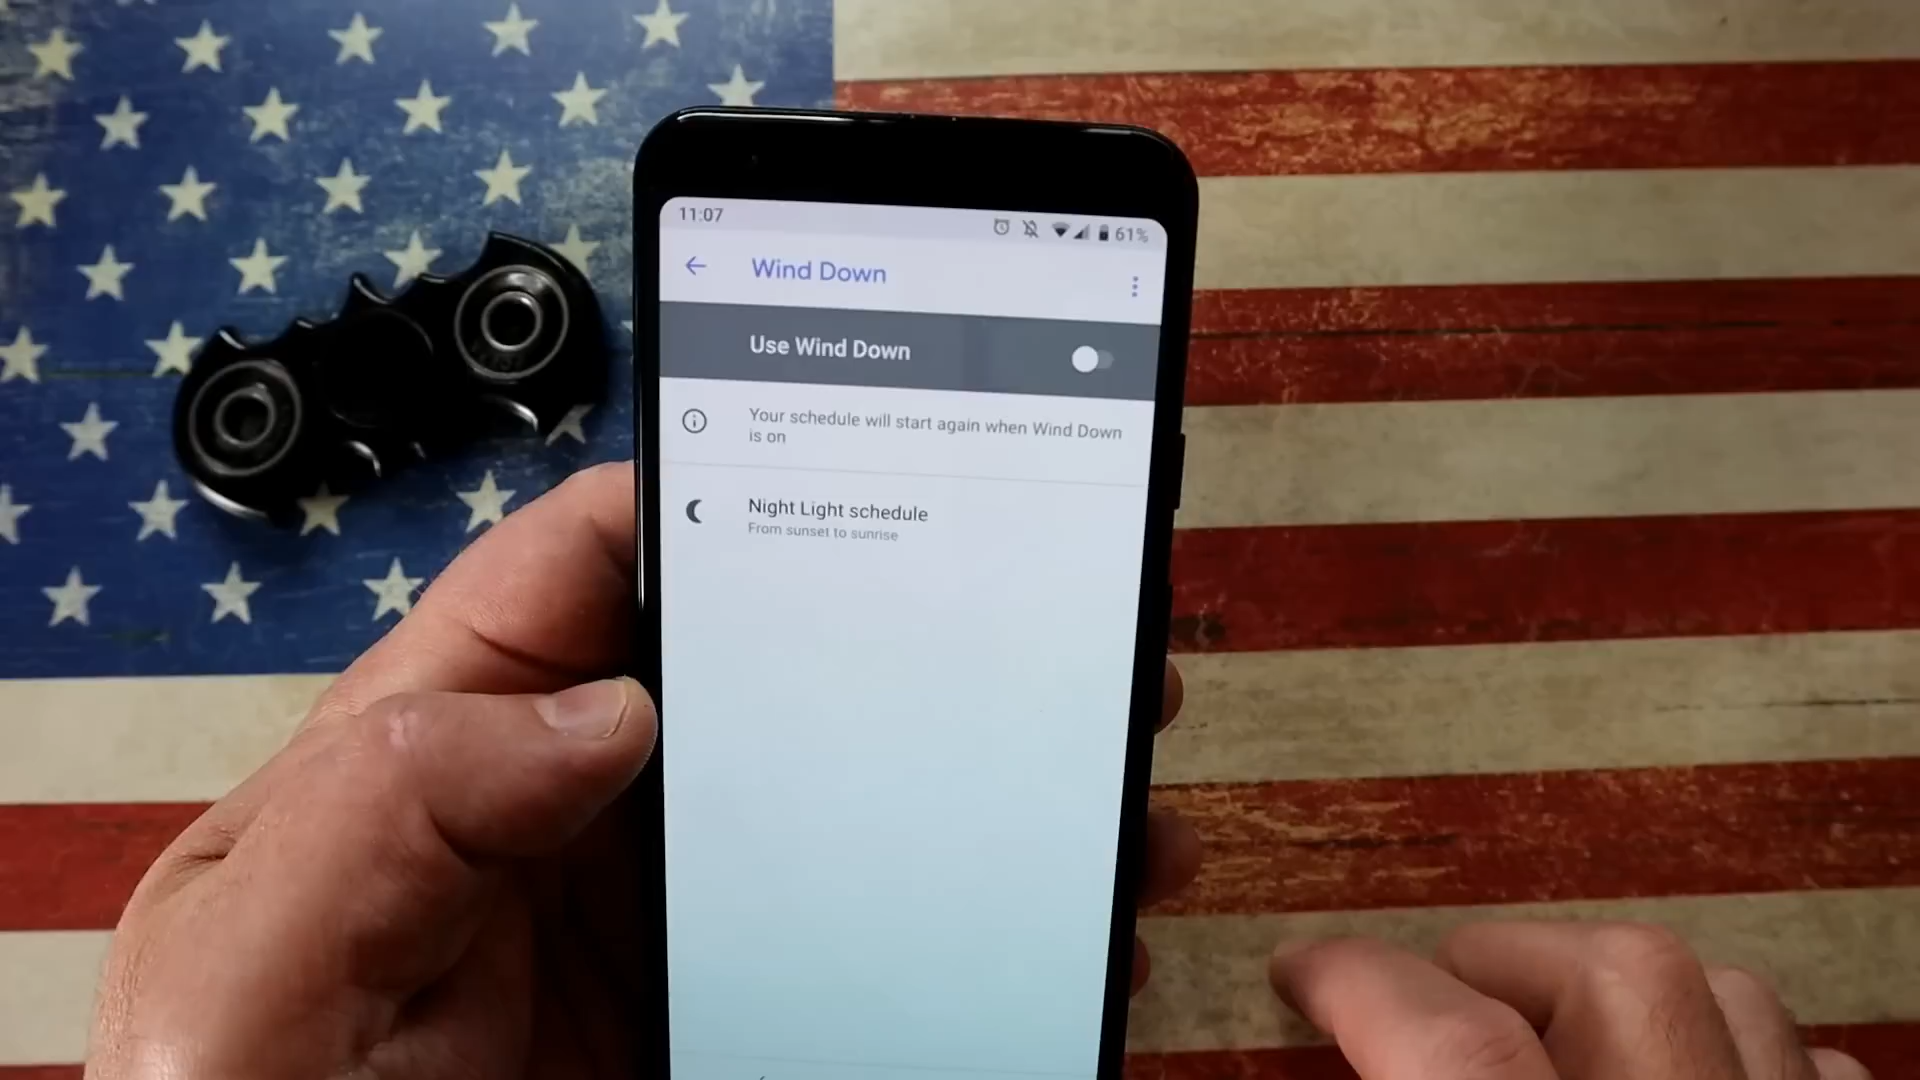 11:07
61%
Wind Down
Use Wind Down
Your schedule will start again when Wind Down
is on
Night Light schedule
From sunset to sunrise